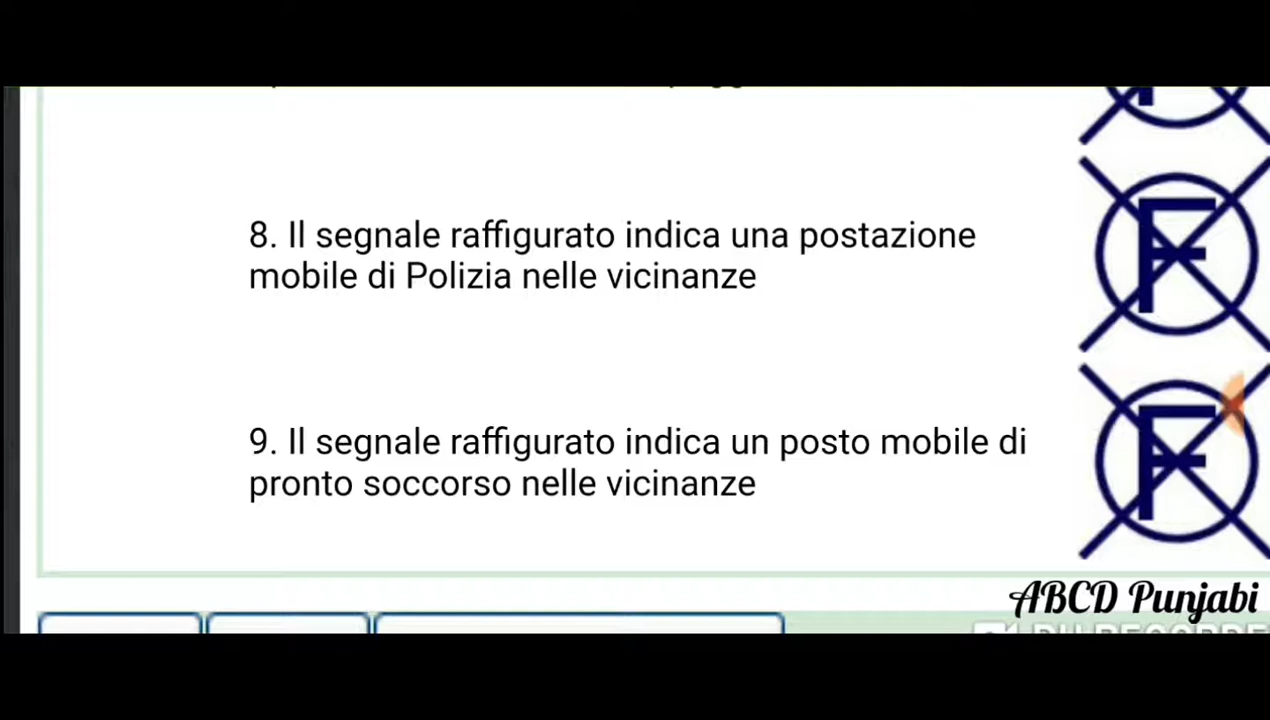 8. Il segnale raffigurato indica una postazione
mobile di Polizia nelle vicinanze
9. Il segnale raffigurato indica un posto mobile di
pronto soccorso nelle vicinanze
ABCD Punjabi